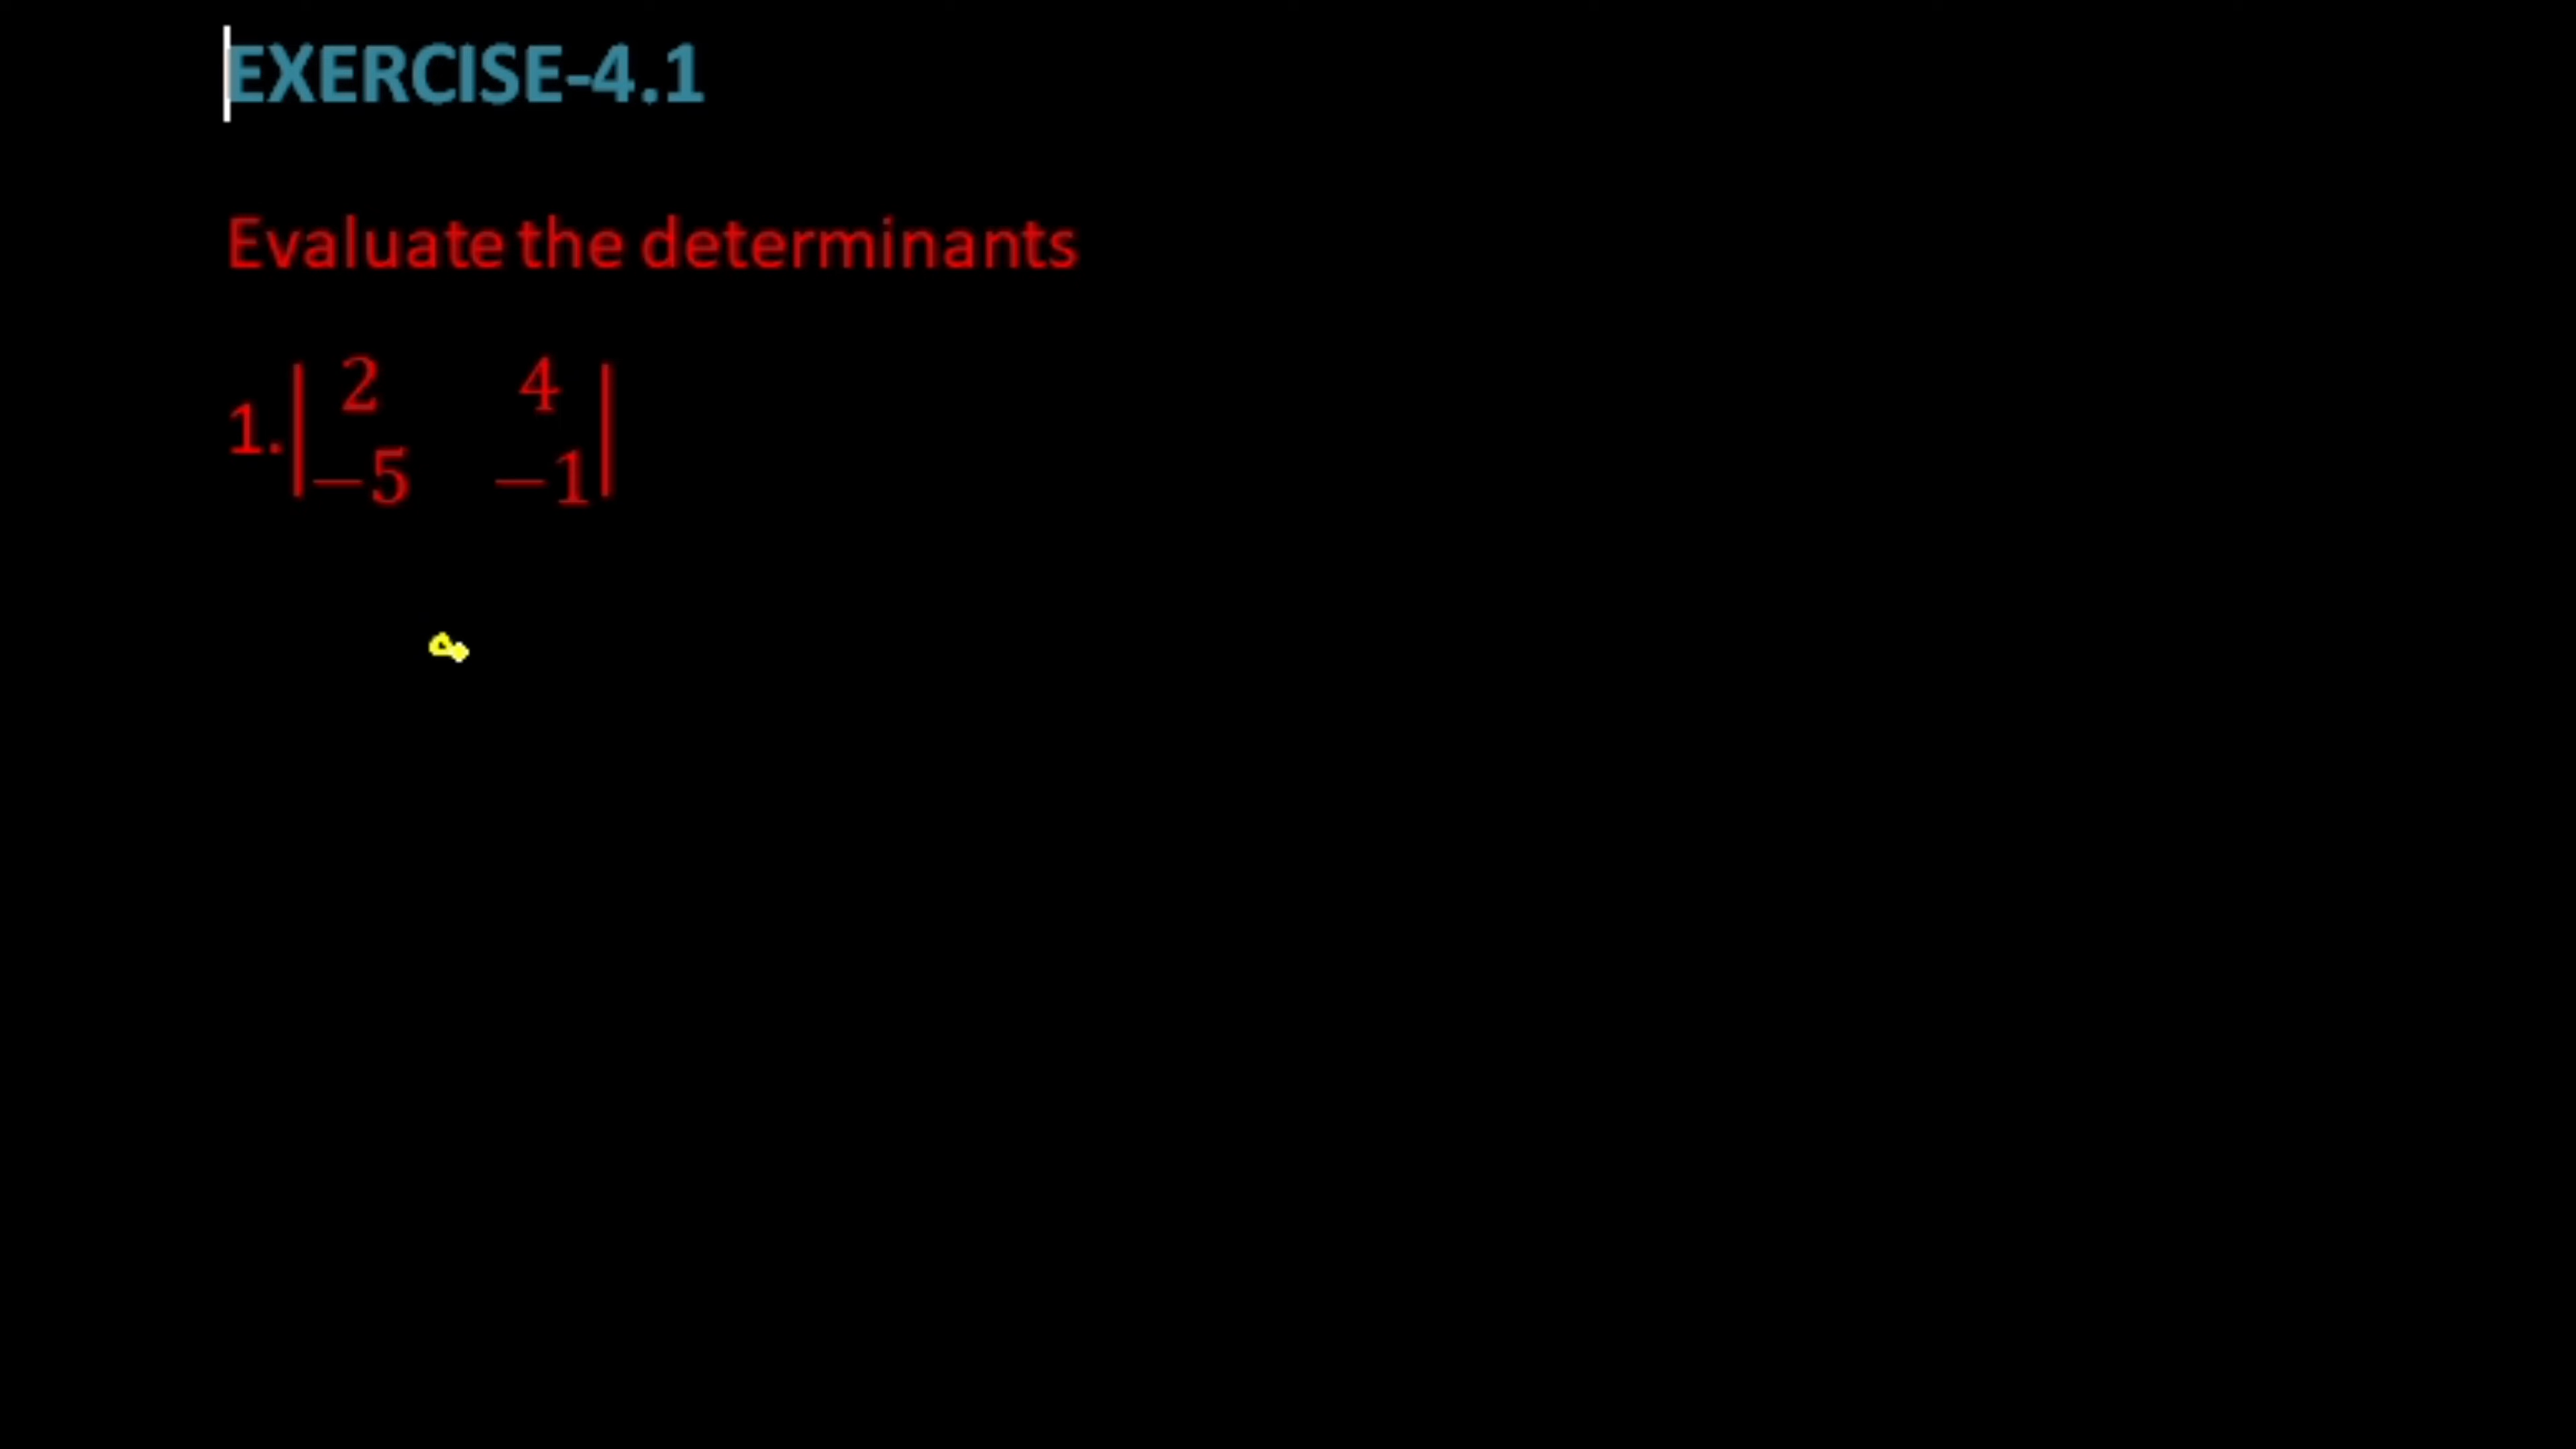 EXERCISE-4.1
Evaluate the determinants
1. | 2 4 |
| −5 −1 |